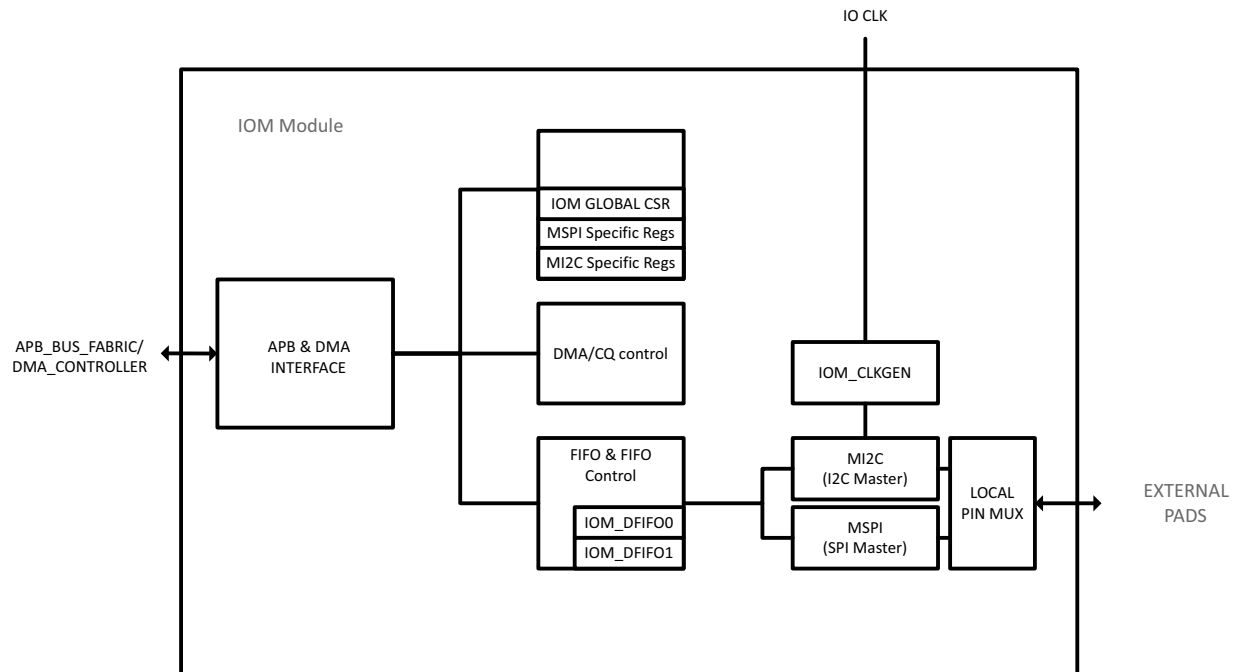 IO CLK
IOM Module
IOM GLOBAL CSR
MSPI Specific Regs
MI2C Specific Regs
APB_BUS_FABRIC/
DMA_CONTROLLER
APB & DMA
INTERFACE
DMA/CQ control
IOM_CLKGEN
FIFO & FIFO
Control
IOM_DFIFO0
IOM_DFIFO1
MI2C
(I2C Master)
MSPI
(SPI Master)
LOCAL
PIN MUX
EXTERNAL
PADS